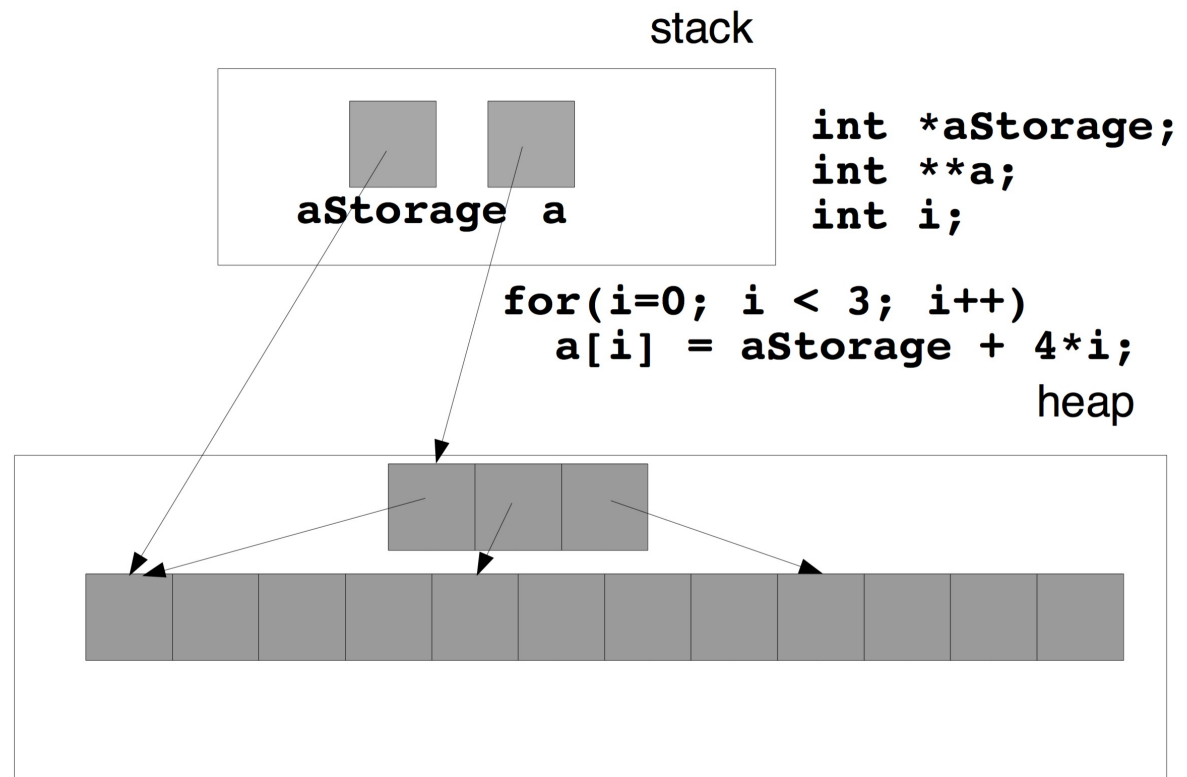 stack
int *aStorage;
int **a;
int i;
aStorage a
for(i=0; i < 3; i++)
a[i] = aStorage + 4*i;
heap